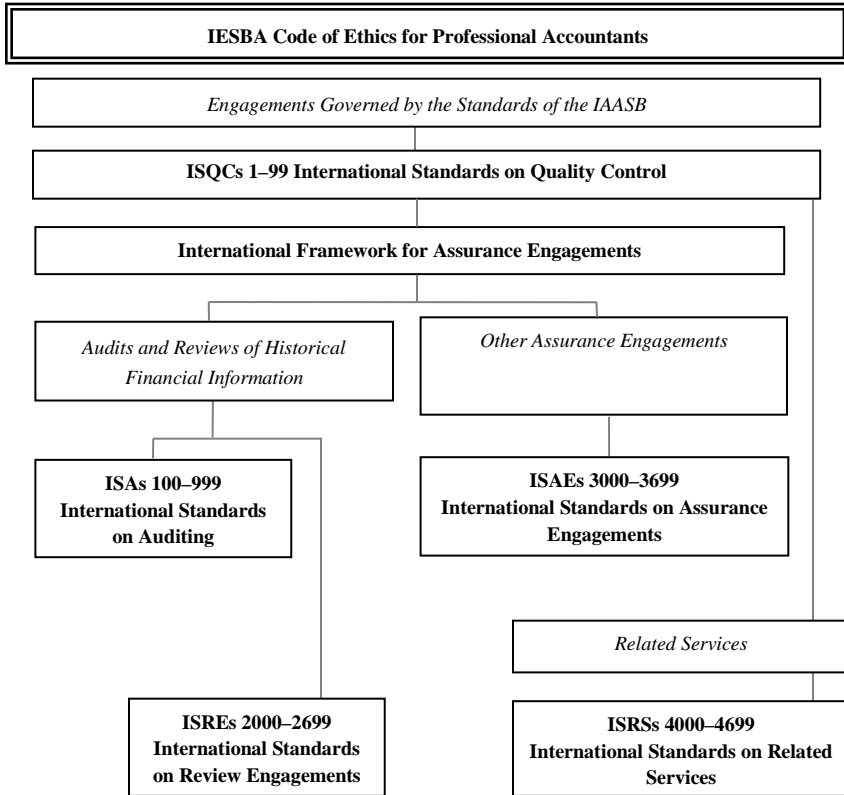 IESBA Code of Ethics for Professional Accountants
Engagements Governed by the Standards of the IAASB
ISQCs 1–99 International Standards on Quality Control
International Framework for Assurance Engagements
Audits and Reviews of Historical
Financial Information
Other Assurance Engagements
ISAs 100–999
International Standards
on Auditing
ISAEs 3000–3699
International Standards on Assurance
Engagements
Related Services
ISREs 2000–2699
International Standards
on Review Engagements
ISRSs 4000–4699
International Standards on Related
Services